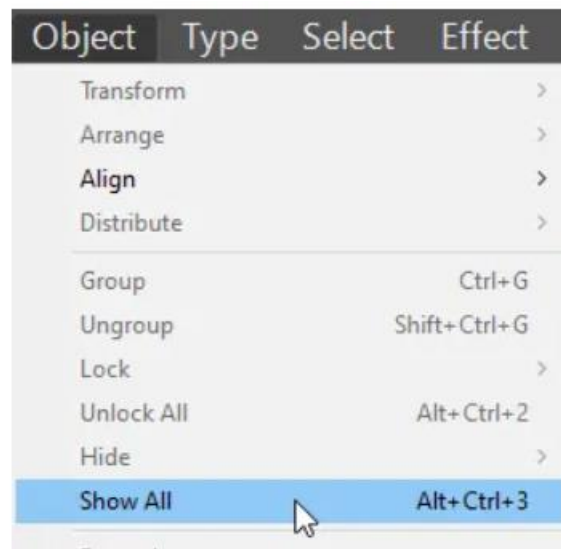 Object Type Select Effect
Transform >
Arrange >
Align >
Distribute >
Group Ctrl+G
Ungroup Shift+Ctrl+G
Lock >
Unlock All Alt+Ctrl+2
Hide >
Show All Alt+Ctrl+3